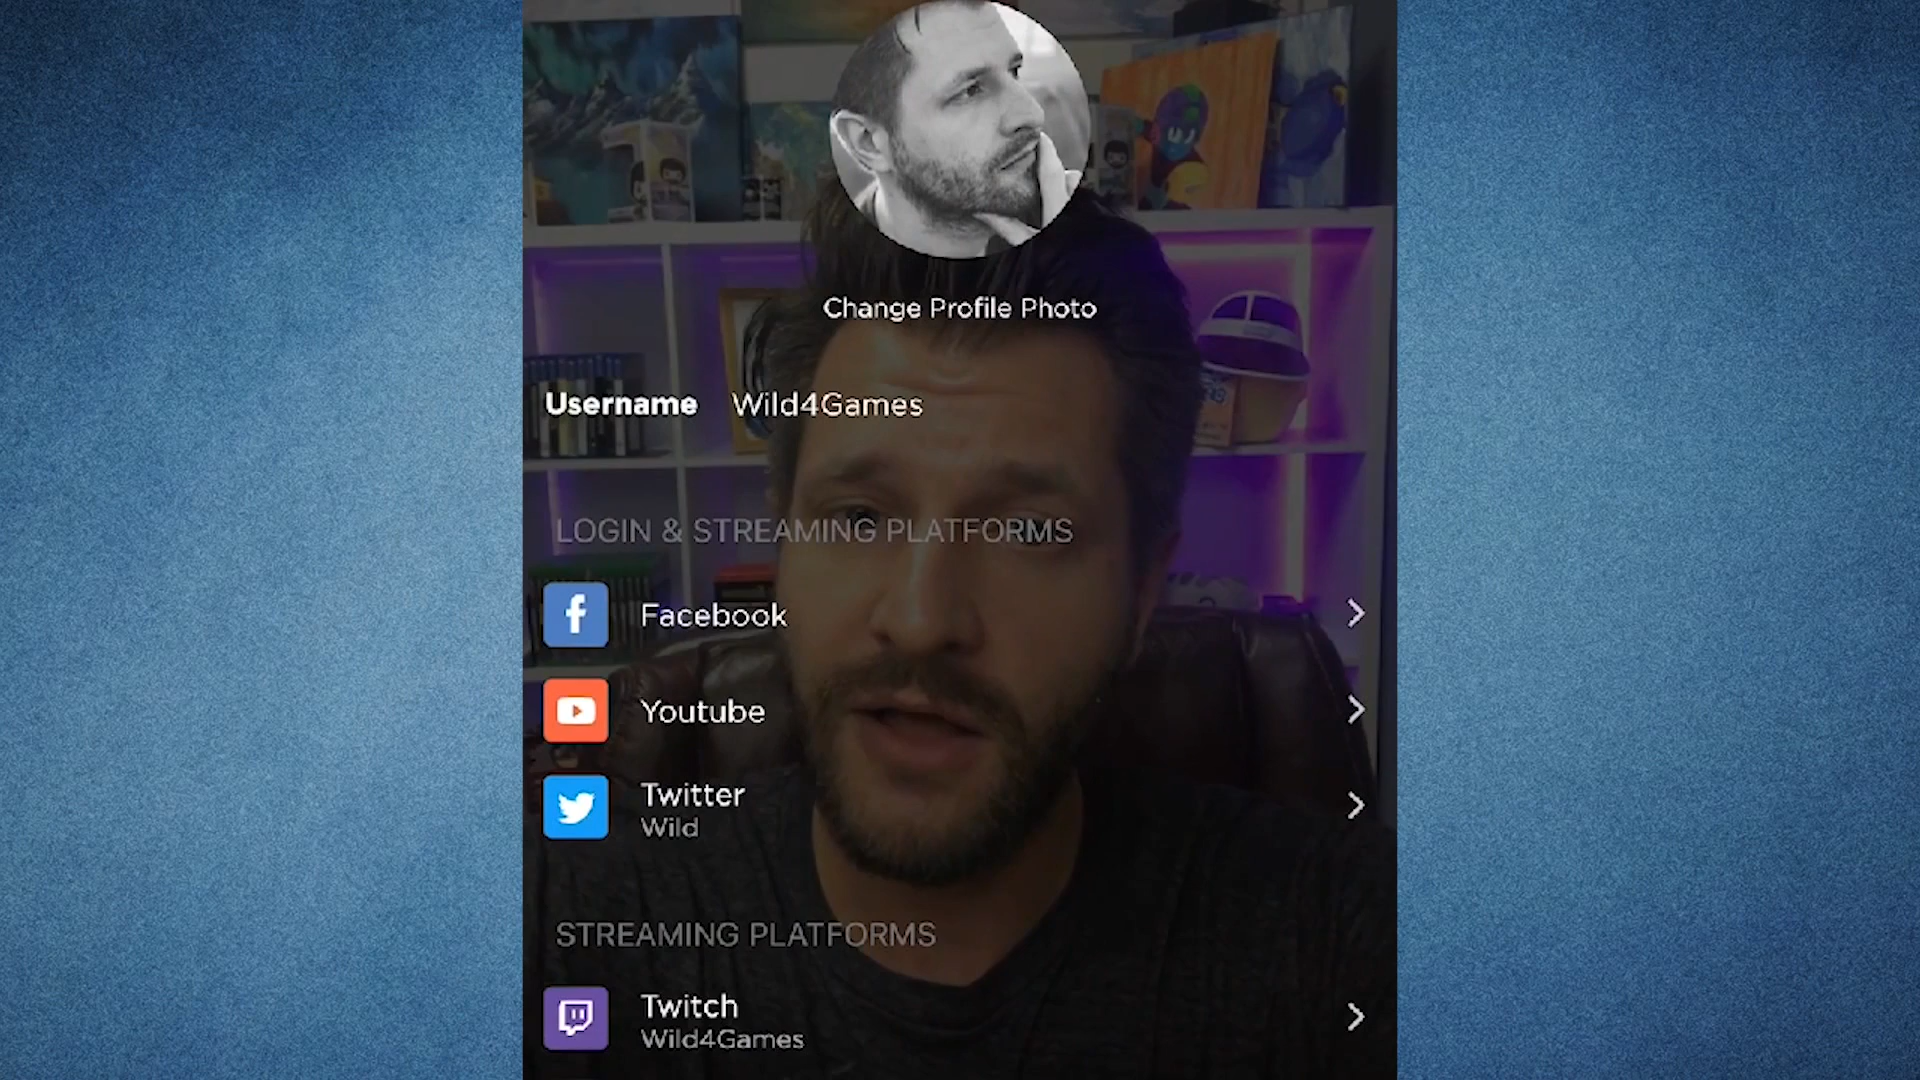 Change Profile Photo
Username Wild4Games
LOGIN & STREAMING PLATFORMS
Facebook
Youtube
Twitter
Wild
STREAMING PLATFORMS
Twitch
Wild4Games